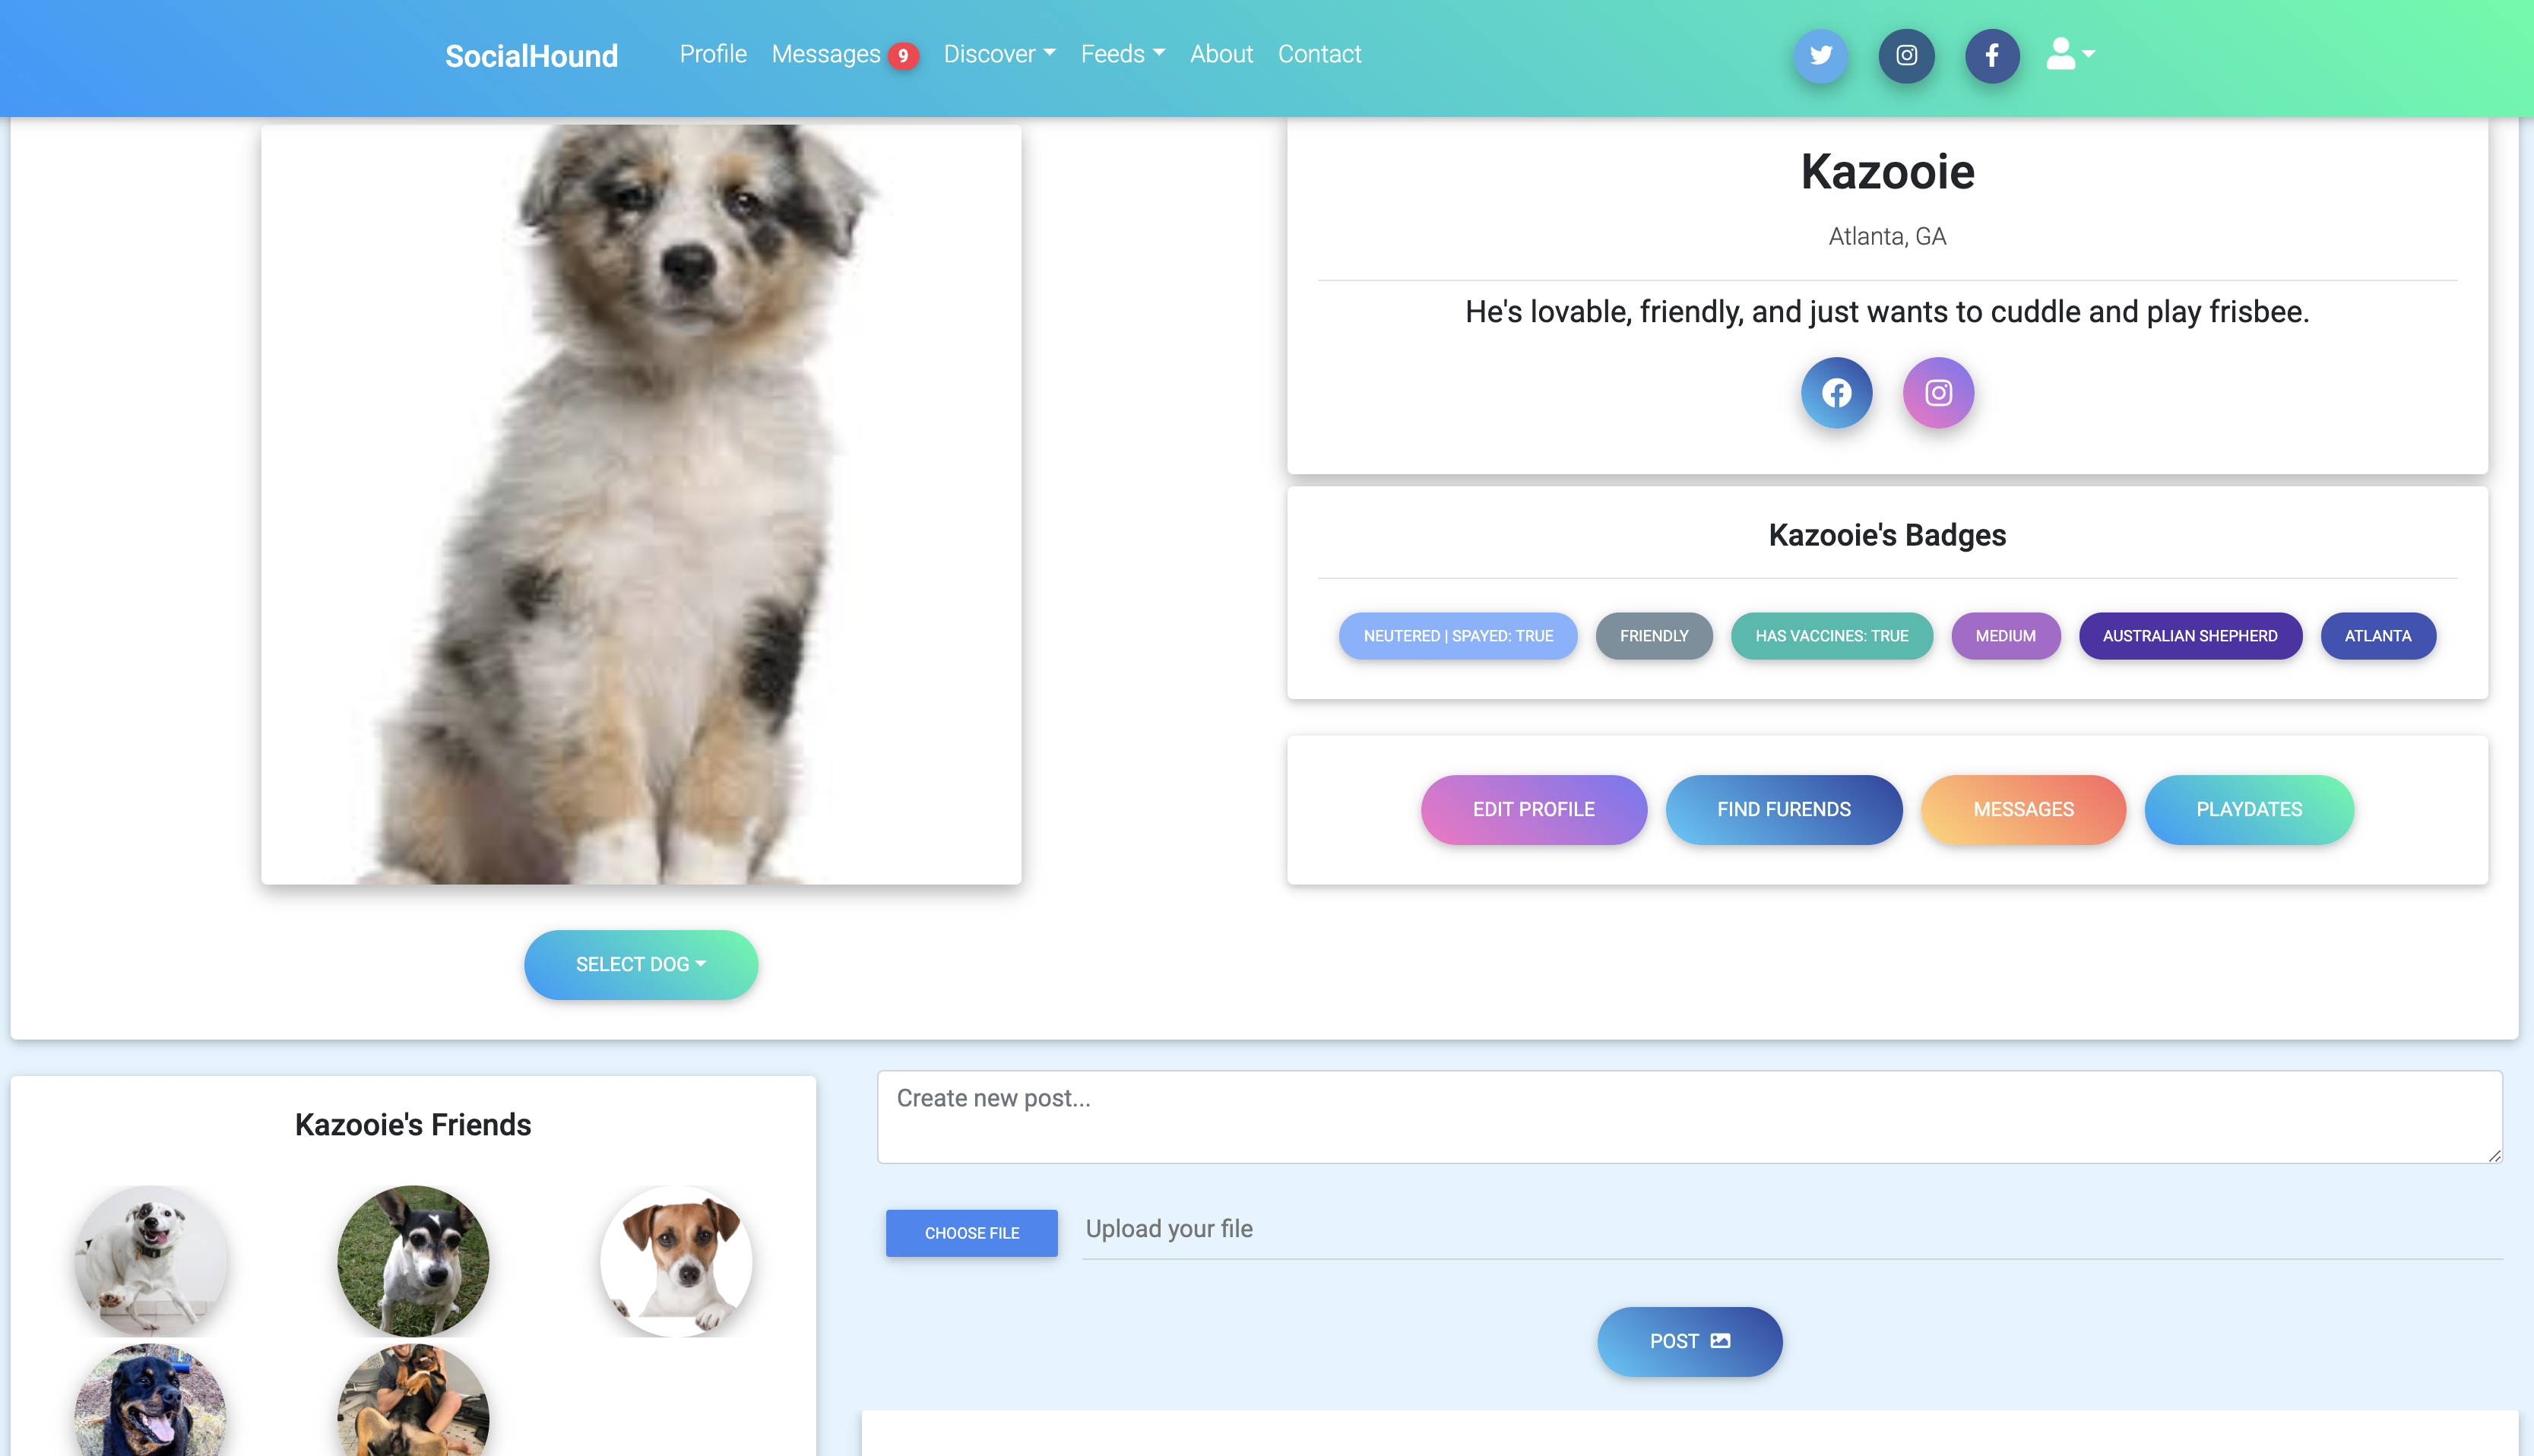 SocialHound Profile Messages 9 Discover Feeds About Contact
Kazooie
Atlanta, GA
He's lovable, friendly, and just wants to cuddle and play frisbee.
Kazooie's Badges
NEUTERED | SPAYED: TRUE FRIENDLY HAS VACCINES: TRUE MEDIUM AUSTRALIAN SHEPHERD ATLANTA
EDIT PROFILE FIND FURENDS MESSAGES PLAYDATES
SELECT DOG
Kazooie's Friends
Create new post...
CHOOSE FILE Upload your file
POST